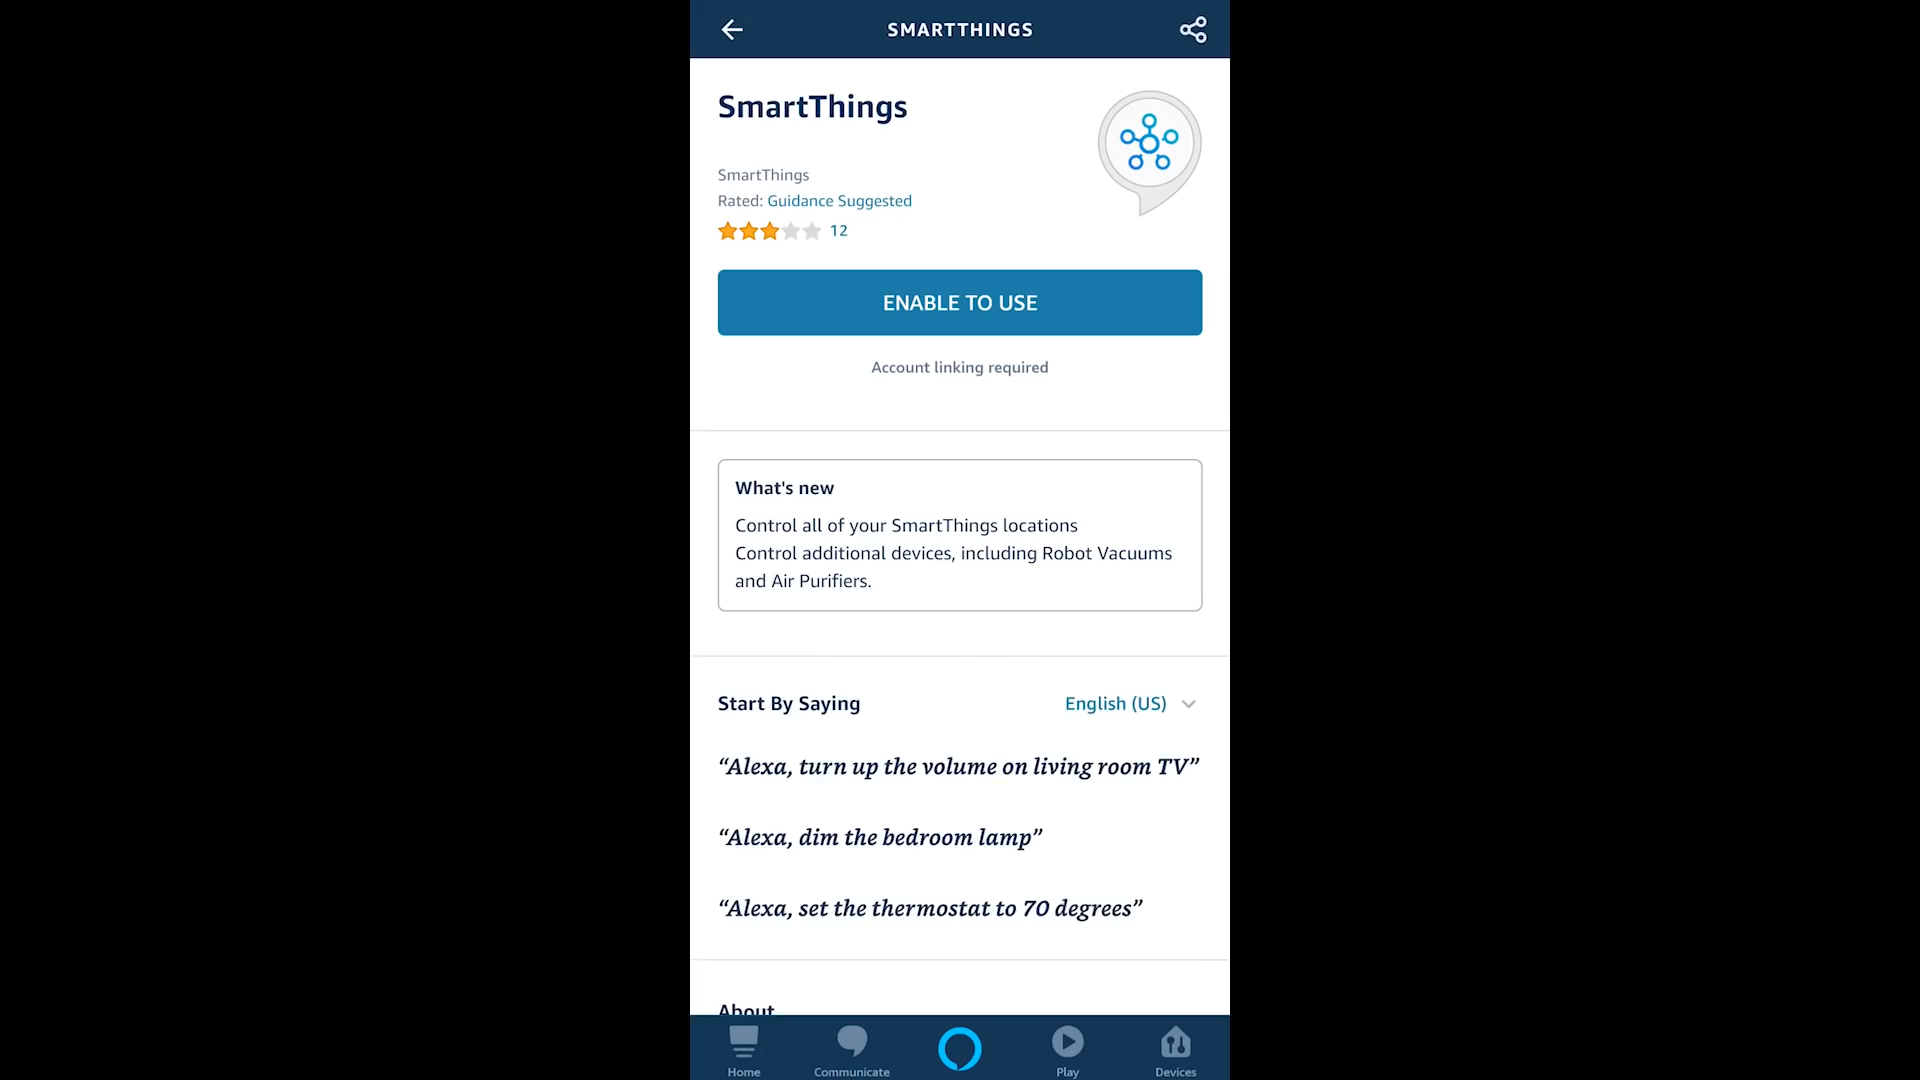 SMARTTHINGS
SmartThings
SmartThings
Rated: Guidance Suggested
12
ENABLE TO USE
Account linking required
What's new
Control all of your SmartThings locations
Control additional devices, including Robot Vacuums
and Air Purifiers.
Start By Saying English (US)
“Alexa, turn up the volume on living room TV”
“Alexa, dim the bedroom lamp”
“Alexa, set the thermostat to 70 degrees”
About
Home Communicate Play Devices